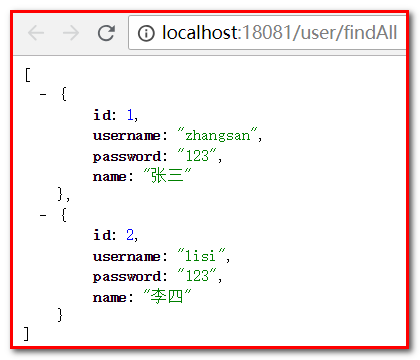 localhost:18081/user/findAll
[
- {
id: 1,
username: "zhangsan",
password: "123",
name: "张三"
},
- {
id: 2,
username: "lisi",
password: "123",
name: "李四"
}
]